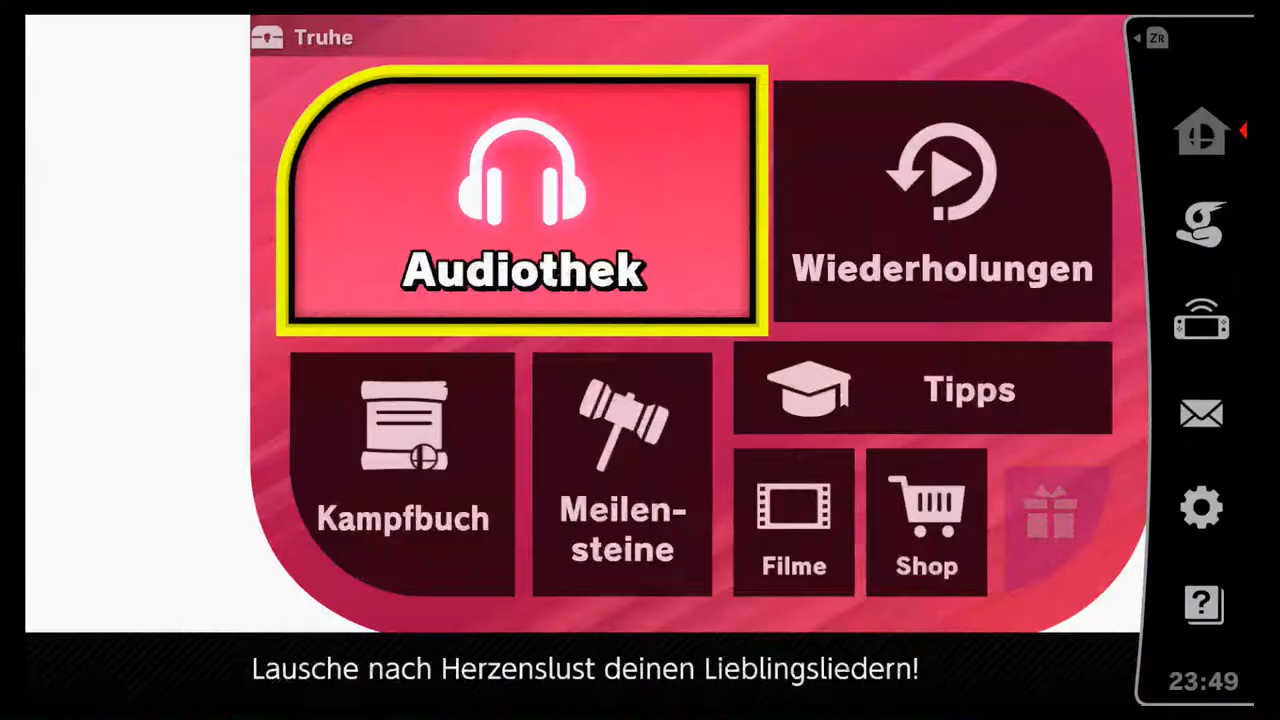 Truhe
ZR
Audiothek
Wiederholungen
Kampfbuch
Meilen-
steine
Tipps
Filme
Shop
?
23:49
Lausche nach Herzenslust deinen Lieblingsliedern!